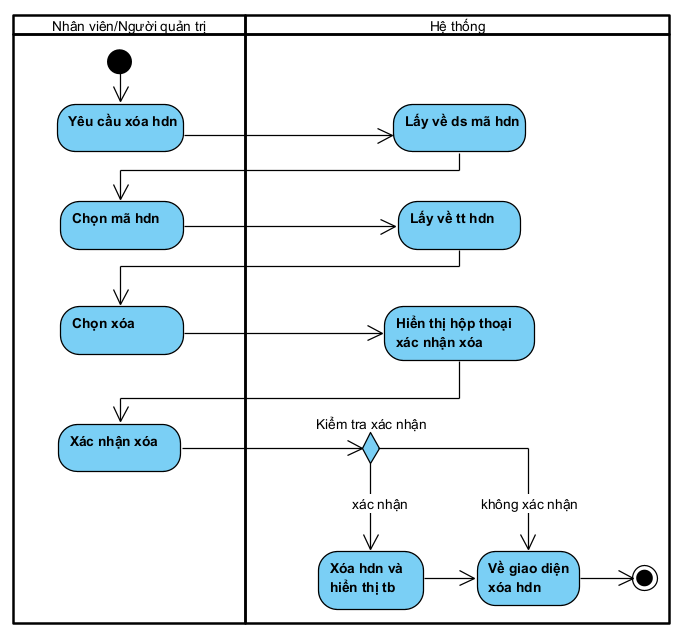 Nhân viên/Người quản trị
Hệ thống
Yêu cầu xóa hdn
Lấy về ds mã hdn
Chọn mã hdn
Lấy về tt hdn
Chọn xóa
Hiển thị hộp thoại
xác nhận xóa
Xác nhận xóa
Kiểm tra xác nhận
xác nhận
không xác nhận
Xóa hdn và
hiển thị tb
Về giao diện
xóa hdn